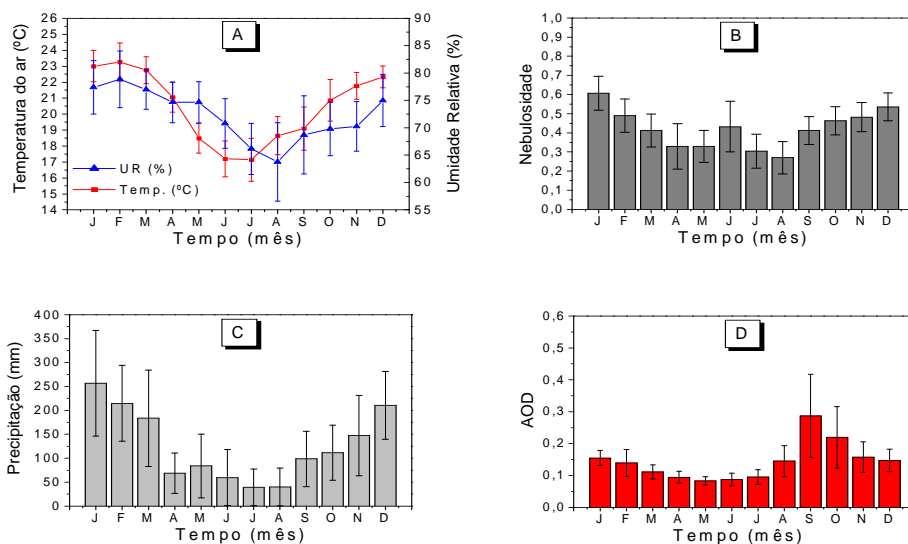 A
Temperatura do ar (ºC)
26
25
24
23
22
21
20
19
18
17
16
15
14
Umidade Relativa (%)
90
85
80
75
70
65
60
55
UR (%)
Temp. (ºC)
J F M A M J J A S O N D
Tempo (mês)
B
Nebulosidade
1,0
0,9
0,8
0,7
0,6
0,5
0,4
0,3
0,2
0,1
0,0
J F M A M J J A S O N D
Tempo (mês)
C
Precipitação (mm)
400
350
300
250
200
150
100
50
0
J F M A M J J A S O N D
Tempo (mês)
D
AOD
0,6
0,5
0,4
0,3
0,2
0,1
0,0
J F M A M J J A S O N D
Tempo (mês)